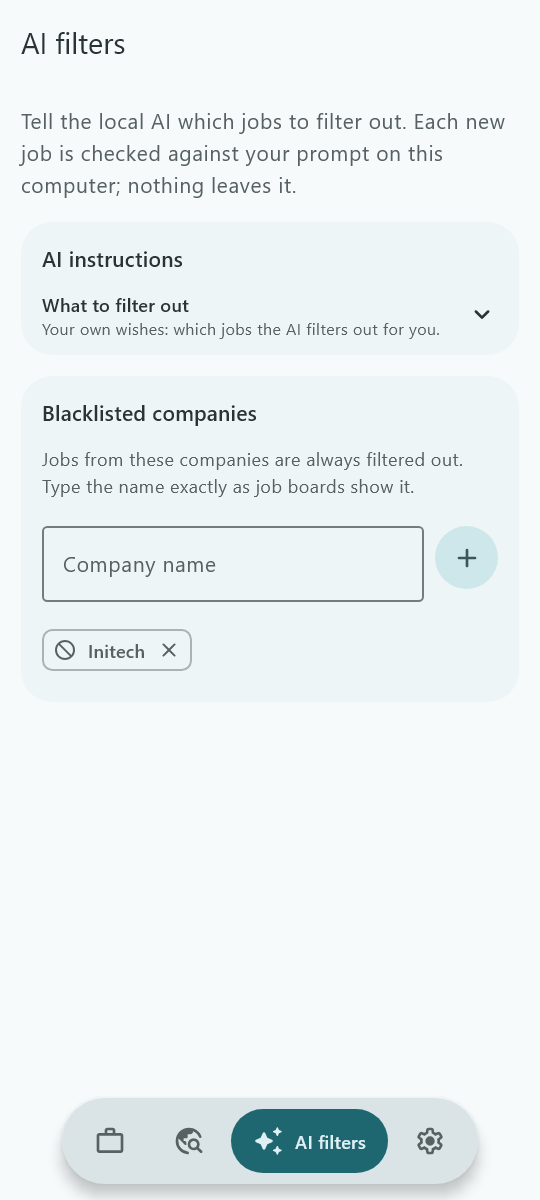 AI filters
Tell the local AI which jobs to filter out. Each new
job is checked against your prompt on this
computer; nothing leaves it.
AI instructions
What to filter out
Your own wishes: which jobs the AI filters out for you.
Blacklisted companies
Jobs from these companies are always filtered out.
Type the name exactly as job boards show it.
Company name
Initech
AI filters